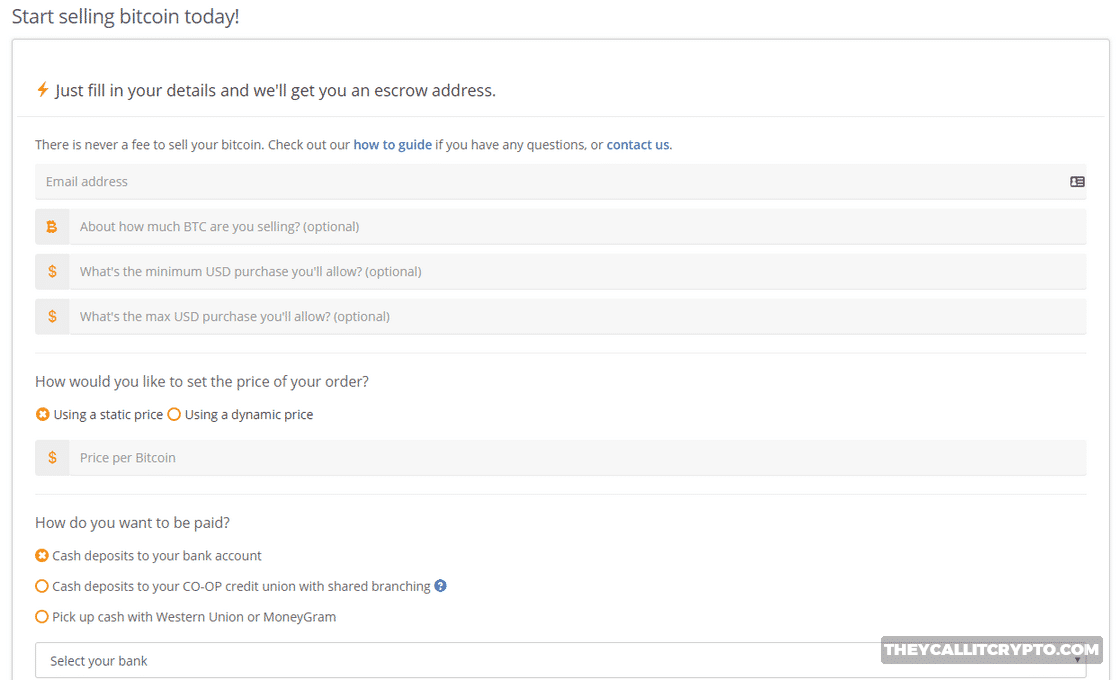 Start selling bitcoin today!
Just fill in your details and we'll get you an escrow address.
There is never a fee to sell your bitcoin. Check out our how to guide if you have any questions, or contact us.
Email address
About how much BTC are you selling? (optional)
$ What's the minimum USD purchase you'll allow? (optional)
$ What's the max USD purchase you'll allow? (optional)
How would you like to set the price of your order?
Using a static price Using a dynamic price
$ Price per Bitcoin
How do you want to be paid?
Cash deposits to your bank account
Cash deposits to your CO-OP credit union with shared branching ?
Pick up cash with Western Union or MoneyGram
Select your bank
THEYCALLITCRYPTO.COM